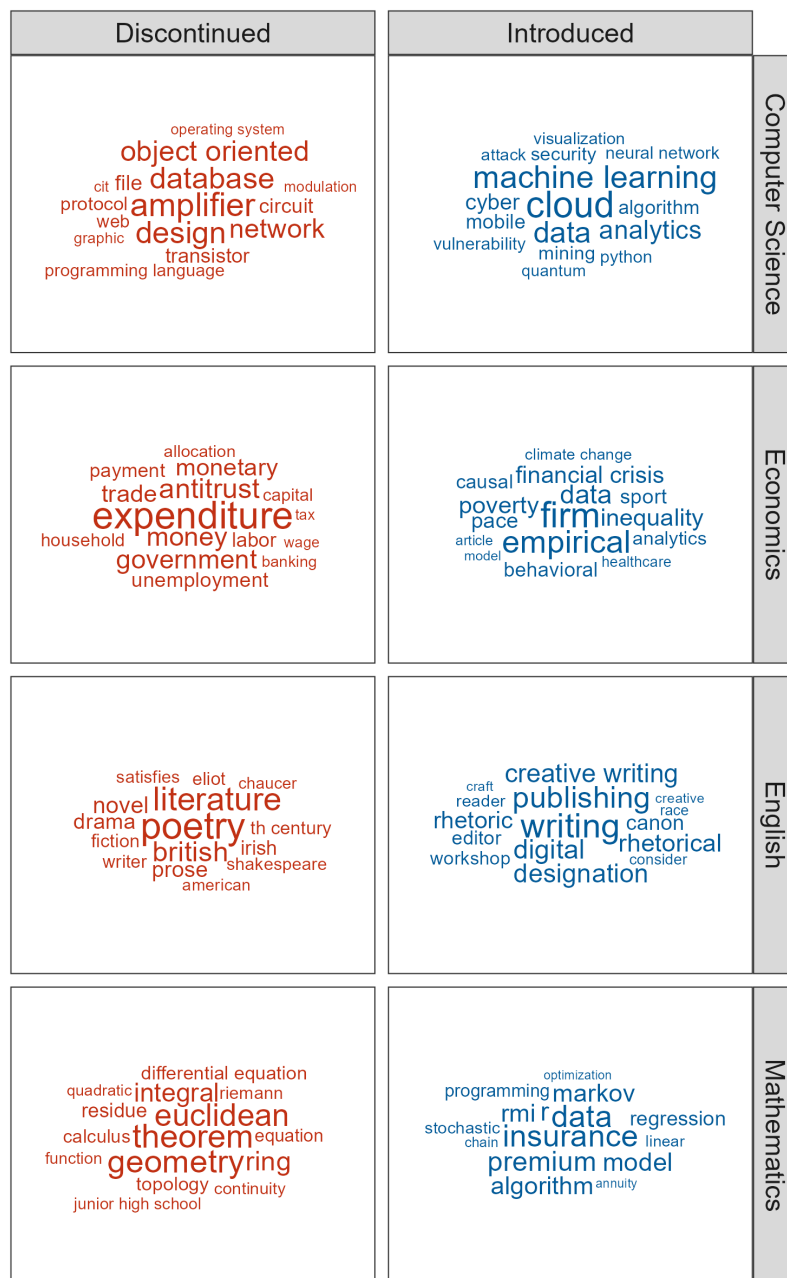 Discontinued
Introduced
Computer Science
operating system
object oriented
cit file database modulation
protocol amplifier circuit
web
graphic design network
transistor
programming language
visualization
attack security neural network
machine learning
cyber cloud algorithm
mobile
vulnerability data analytics
mining python
quantum
Economics
allocation
payment monetary
trade antitrust capital
expenditure tax
household money labor wage
government banking
unemployment
climate change
causal financial crisis
data sport
poverty firm inequality
pace
article empirical analytics
model
behavioral healthcare
English
satisfies eliot chaucer
novel literature
drama poetry th century
fiction
british irish
writer prose shakespeare
american
creative writing
craft
reader publishing creative
race
rhetoric writing canon
editor digital rhetorical
workshop consider
designation
Mathematics
differential equation
quadratic integral riemann
residue euclidean
calculus theorem equation
function geometry ring
topology continuity
junior high school
optimization
programming markov
rmi r data regression
stochastic
chain insurance linear
premium model
algorithm annuity